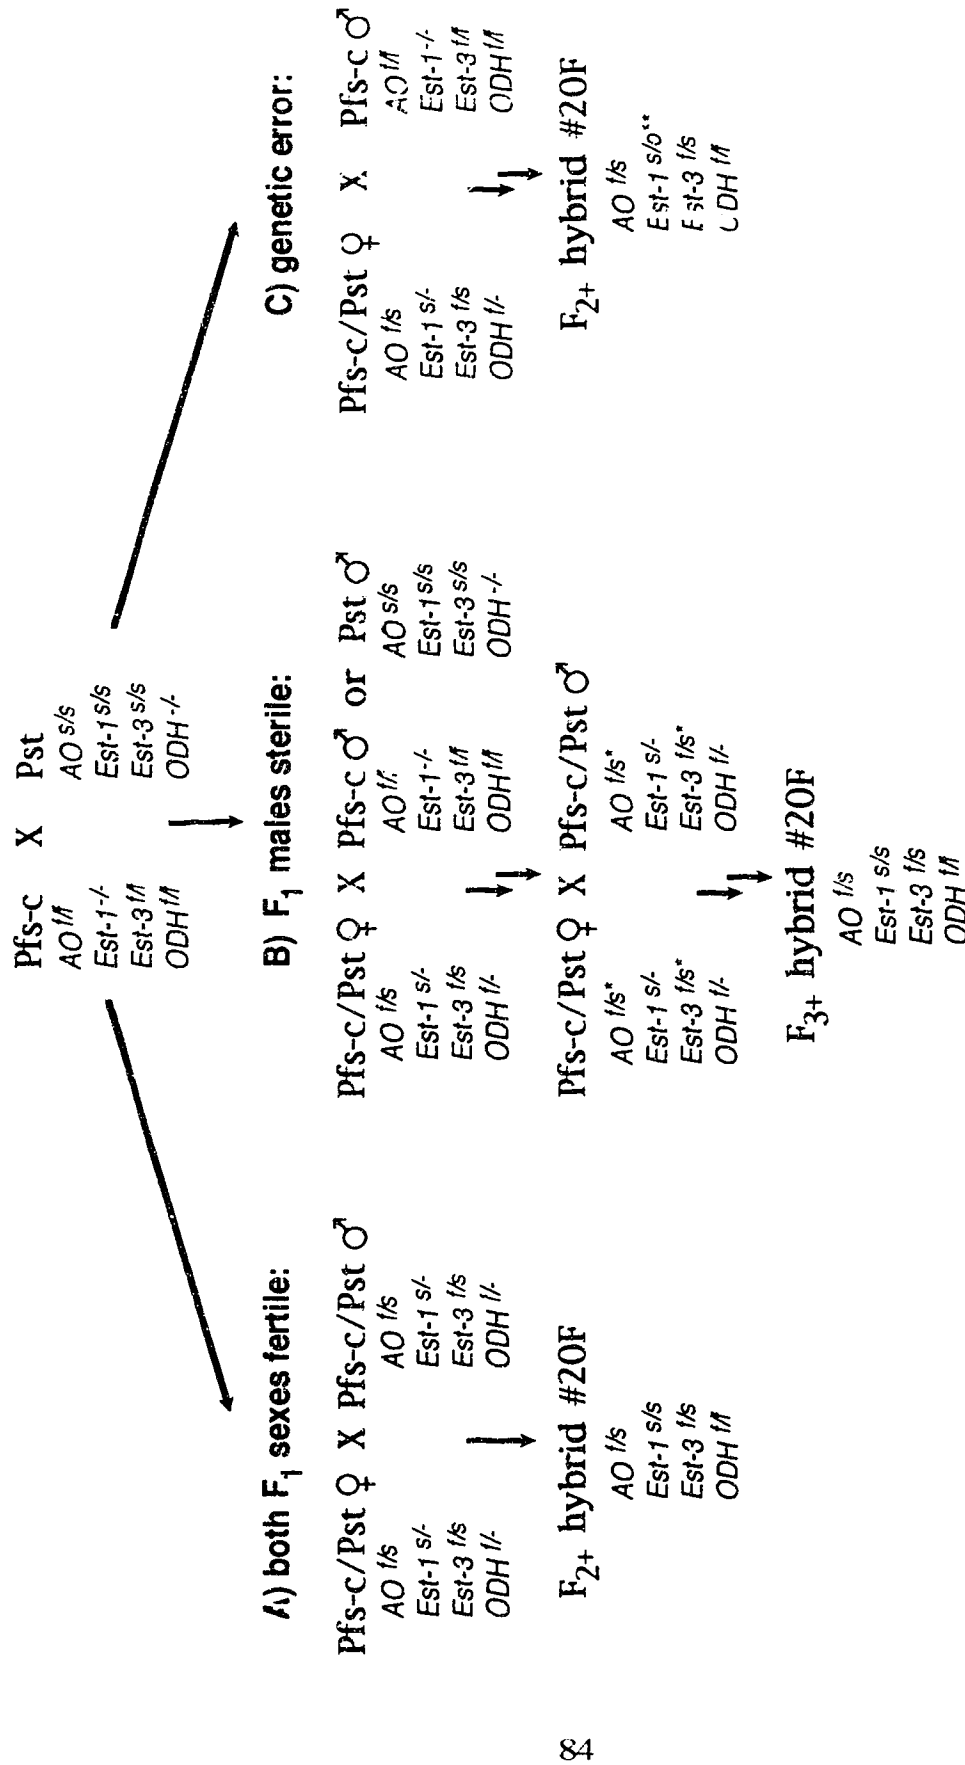 Pfs-c X Pst
AO f/f AO s/s
Est-1 -/- Est-1 s/s
Est-3 f/f Est-3 s/s
ODH f/f ODH -/-
A) both F1 sexes fertile:
Pfs-c/Pst ♀ X Pfs-c/Pst ♂
AO f/s AO f/s
Est-1 s/- Est-1 s/-
Est-3 f/s Est-3 f/s
ODH f/- ODH f/-
F2+ hybrid #20F
AO f/s
Est-1 s/s
Est-3 f/s
ODH f/f
B) F1 males sterile:
Pfs-c/Pst ♀ X Pfs-c ♂ or Pst ♂
AO f/s AO f/f AO s/s
Est-1 s/- Est-1 -/- Est-1 s/s
Est-3 f/s Est-3 f/f Est-3 s/s
ODH f/- ODH f/f ODH -/-
Pfs-c/Pst ♀ X Pfs-c/Pst ♂
AO f/s* AO f/s*
Est-1 s/- Est-1 s/-
Est-3 f/s* Est-3 f/s*
ODH f/- ODH f/-
F3+ hybrid #20F
AO f/s
Est-1 s/s
Est-3 f/s
ODH f/f
C) genetic error:
Pfs-c/Pst ♀ X Pfs-c ♂
AO f/s AO f/f
Est-1 s/- Est-1 -/-
Est-3 f/s Est-3 f/f
ODH f/- ODH f/f
F2+ hybrid #20F
AO f/s
Est-1 s/o**
Est-3 f/s
ODH f/f
84